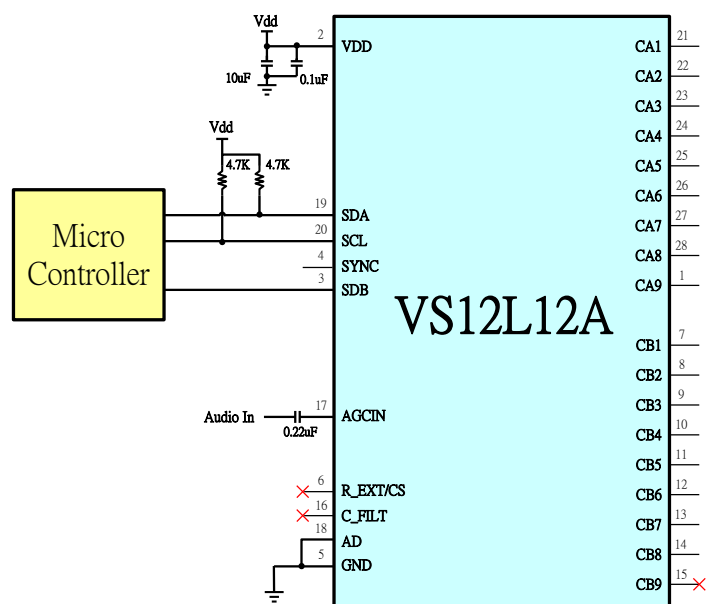 Vdd
2
VDD
10uF
0.1uF
Vdd
4.7K
4.7K
Micro
Controller
19
SDA
20
SCL
4
SYNC
3
SDB
VS12L12A
Audio In
0.22uF
17
AGCIN
6
R_EXT/CS
16
C_FILT
18
AD
5
GND
CA1
21
CA2
22
CA3
23
CA4
24
CA5
25
CA6
26
CA7
27
CA8
28
CA9
1
CB1
7
CB2
8
CB3
9
CB4
10
CB5
11
CB6
12
CB7
13
CB8
14
CB9
15